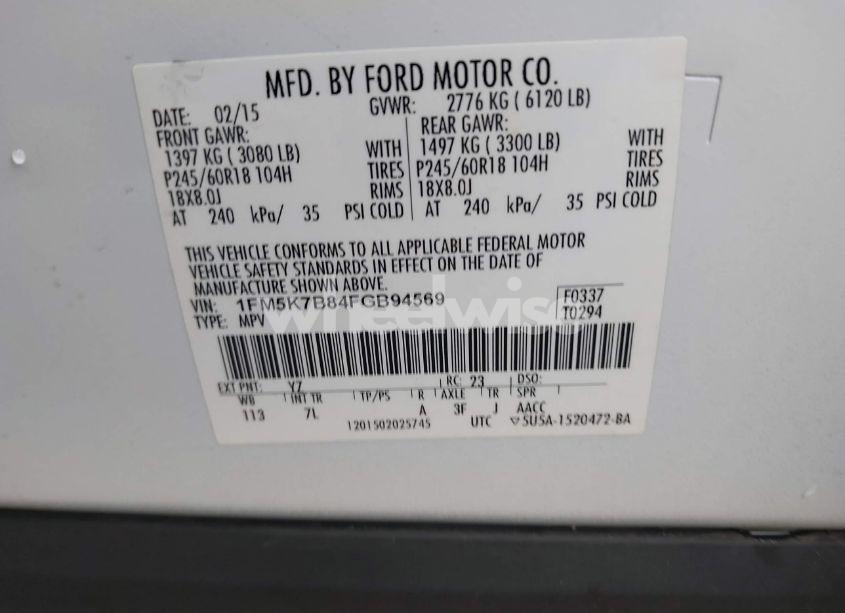 MFD. BY FORD MOTOR CO.
DATE: 02/15 GVWR: 2776 KG ( 6120 LB)
FRONT GAWR: REAR GAWR:
1397 KG ( 3080 LB) WITH 1497 KG ( 3300 LB) WITH
P245/60R18 104H TIRES P245/60R18 104H TIRES
18X8.0J RIMS 18X8.0J RIMS
AT 240 kPa/ 35 PSI COLD AT 240 kPa/ 35 PSI COLD
THIS VEHICLE CONFORMS TO ALL APPLICABLE FEDERAL MOTOR
VEHICLE SAFETY STANDARDS IN EFFECT ON THE DATE OF
MANUFACTURE SHOWN ABOVE.
VIN: 1FM5K7B84FGB94569 F0337
TYPE: MPV T0294
wheelwise
EXT PNT: YZ RC: 23 DSO:
WB INT TR TP/PS R AXLE TR SPR
113 7L A 3F J AACC
1201502025745 UTC ▽5U5A-1520472-BA